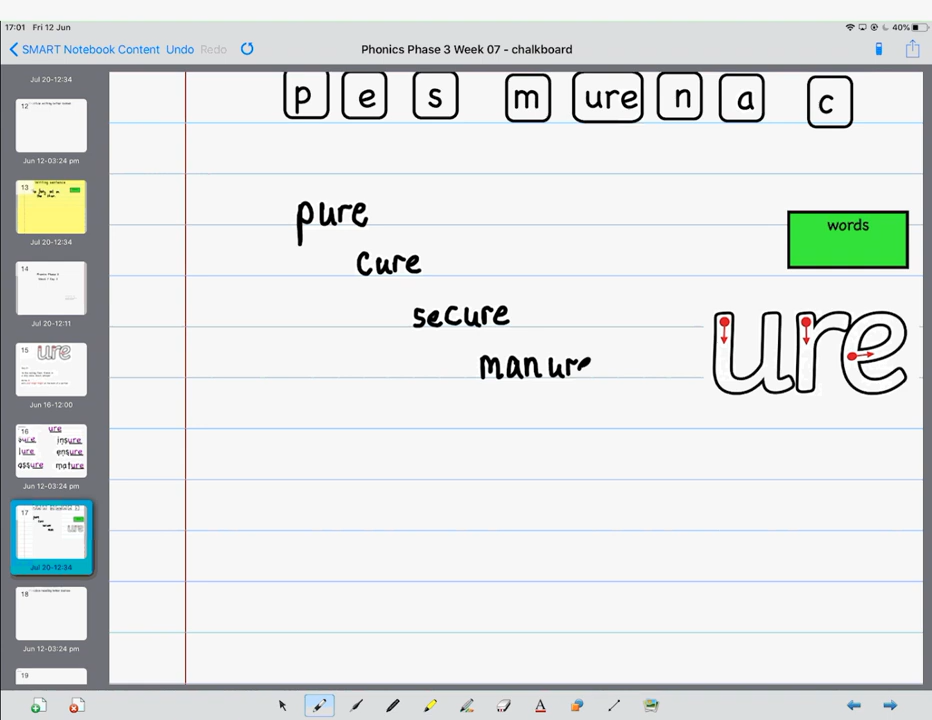 17:01 Fri 12 Jun
40%
SMART Notebook Content Undo Redo
Phonics Phase 3 Week 07 - chalkboard
Jul 20-12:34
12
Jun 12-03:24 pm
13
Jul 20-12:34
14
Jul 20-12:11
15
ure
Jun 16-12:00
16
ure
insure
lure ensure
assure mature
Jun 12-03:24 pm
17
Jul 20-12:34
18
Jun 12-03:24 pm
19
p e s m ure n a c
pure
cure
secure
manure
words
ure
A